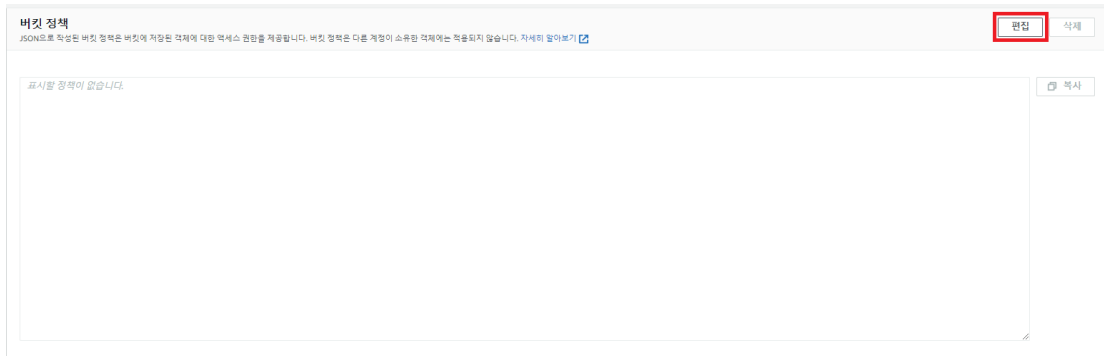 버킷 정책
편집
삭제
JSON으로 작성된 버킷 정책은 버킷에 저장된 객체에 대한 액세스 권한을 제공합니다. 버킷 정책은 다른 계정이 소유한 객체에는 적용되지 않습니다. 자세히 알아보기
표시할 정책이 없습니다.
복사